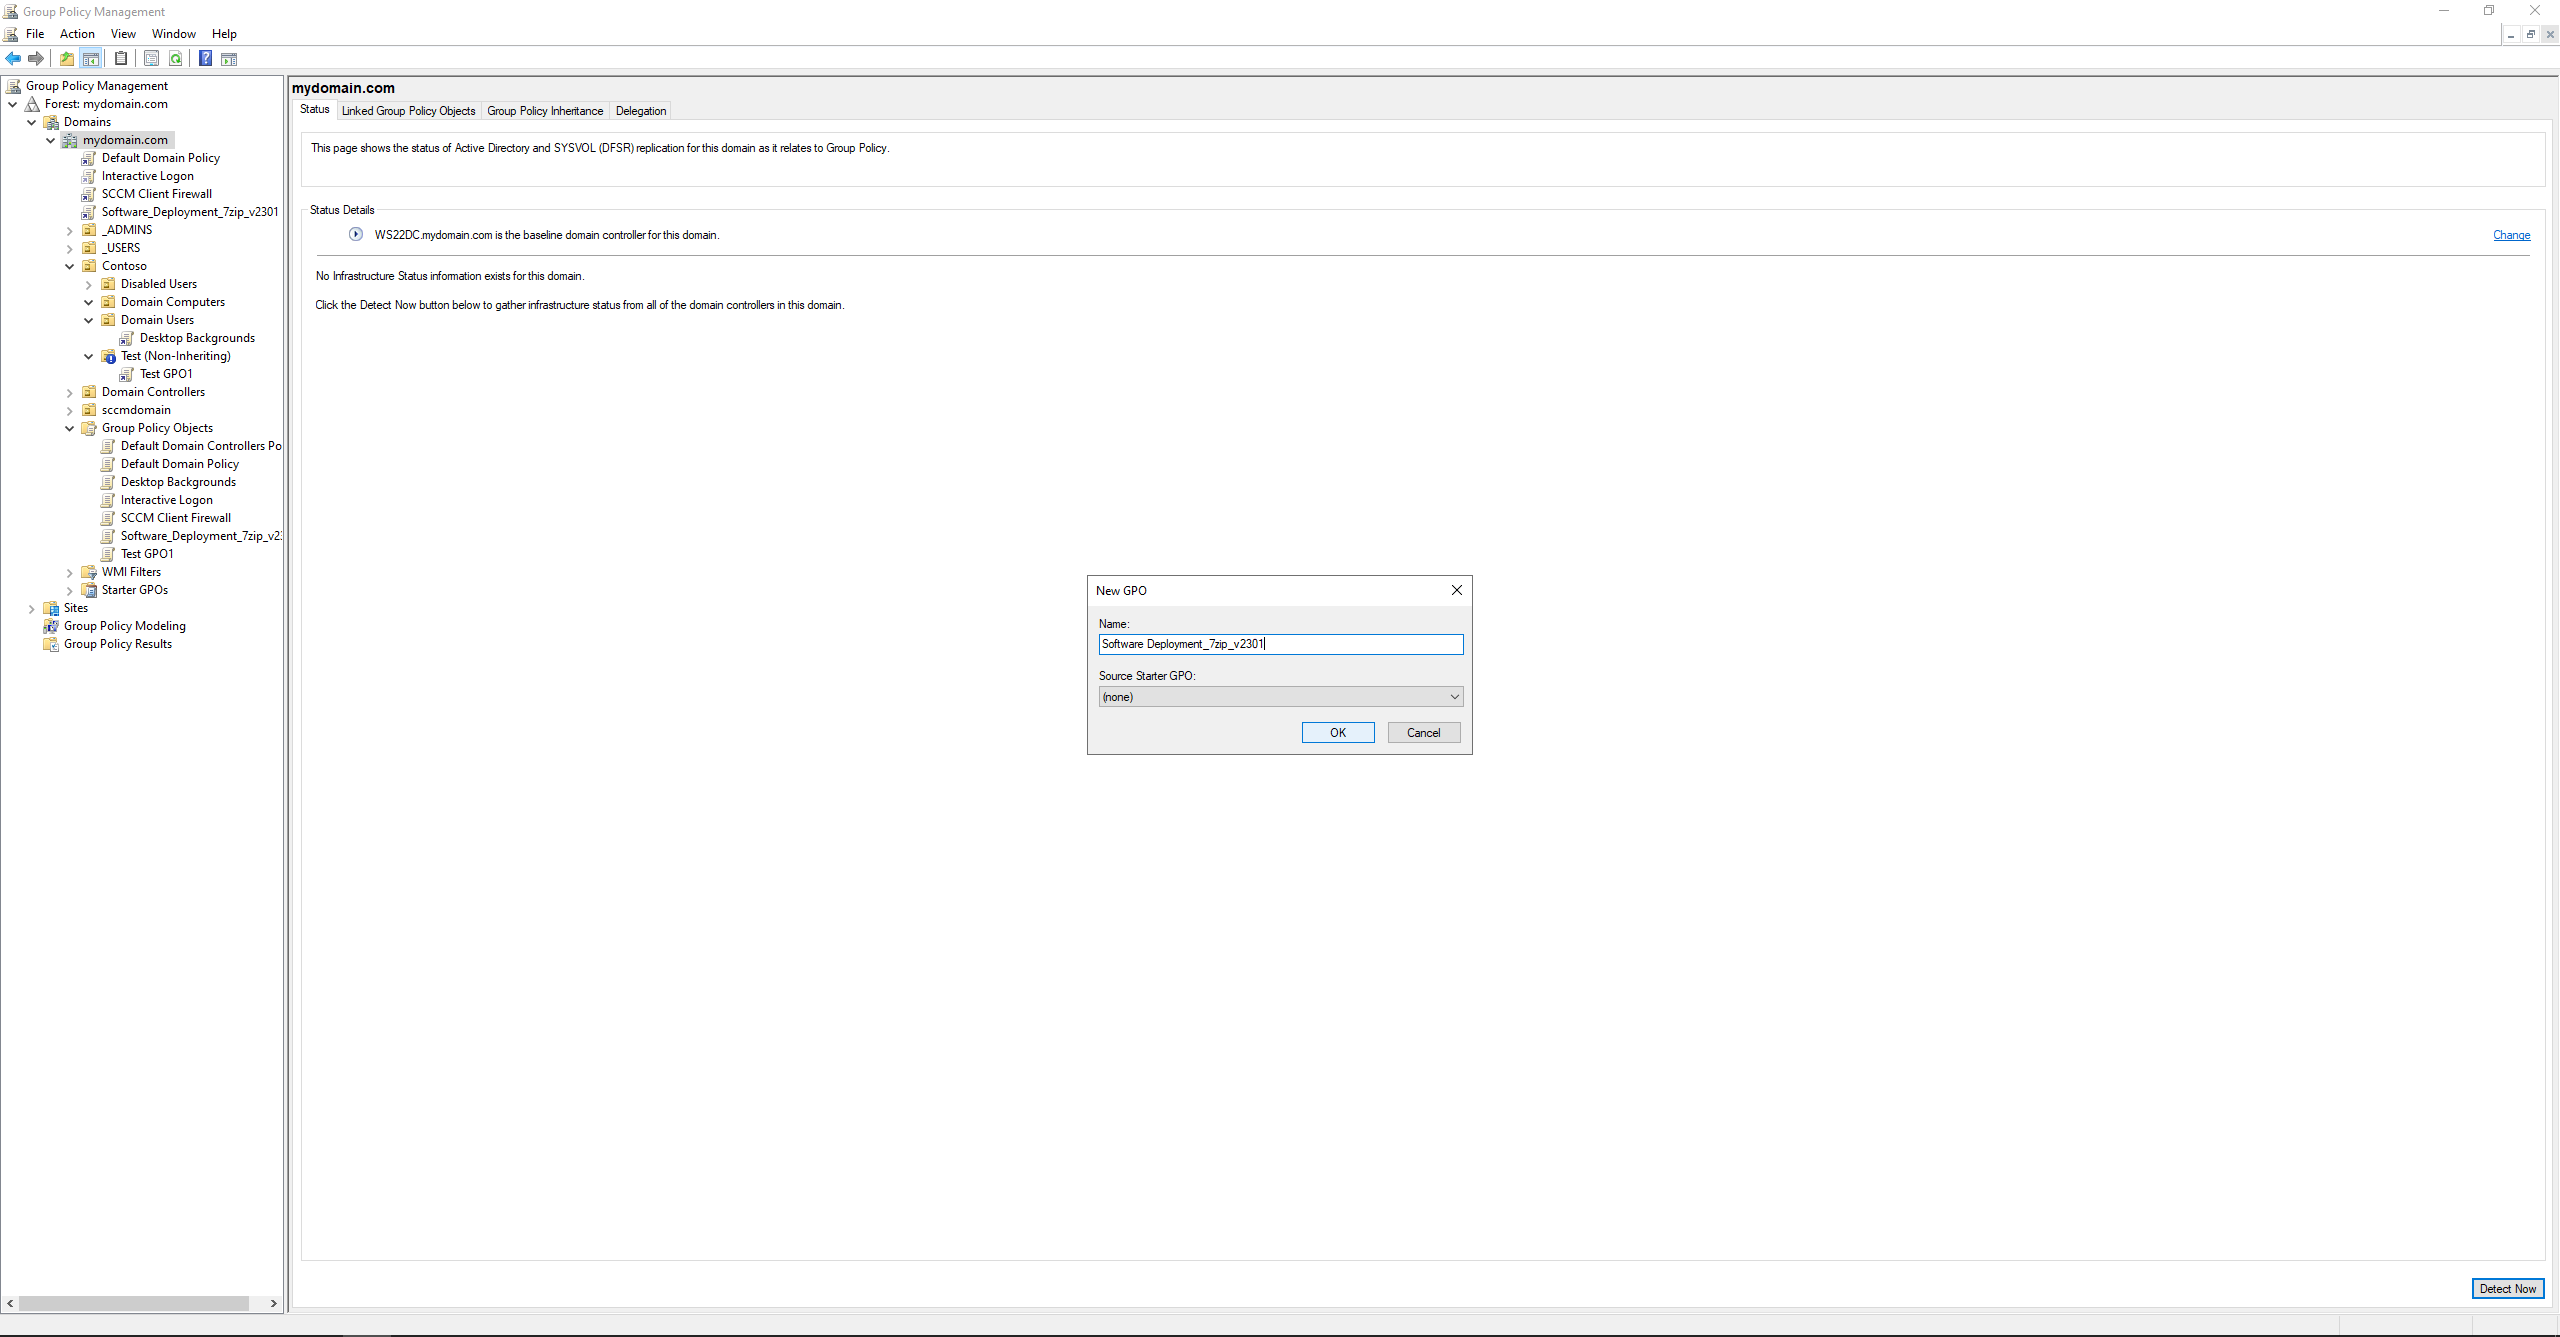 Group Policy Management
File Action View Window Help
Group Policy Management
Forest: mydomain.com
Domains
mydomain.com
Default Domain Policy
Interactive Logon
SCCM Client Firewall
Software_Deployment_7zip_v2301
_ADMINS
_USERS
Contoso
Disabled Users
Domain Computers
Domain Users
Desktop Backgrounds
Test (Non-Inheriting)
Test GPO1
Domain Controllers
sccmdomain
Group Policy Objects
Default Domain Controllers Po
Default Domain Policy
Desktop Backgrounds
Interactive Logon
SCCM Client Firewall
Software_Deployment_7zip_v2
Test GPO1
WMI Filters
Starter GPOs
Sites
Group Policy Modeling
Group Policy Results
mydomain.com
Status Linked Group Policy Objects Group Policy Inheritance Delegation
This page shows the status of Active Directory and SYSVOL (DFSR) replication for this domain as it relates to Group Policy.
Status Details
WS22DC.mydomain.com is the baseline domain controller for this domain. Change
No Infrastructure Status information exists for this domain.
Click the Detect Now button below to gather infrastructure status from all of the domain controllers in this domain.
New GPO
Name:
Software Deployment_7zip_v2301
Source Starter GPO:
(none)
OK Cancel
Detect Now